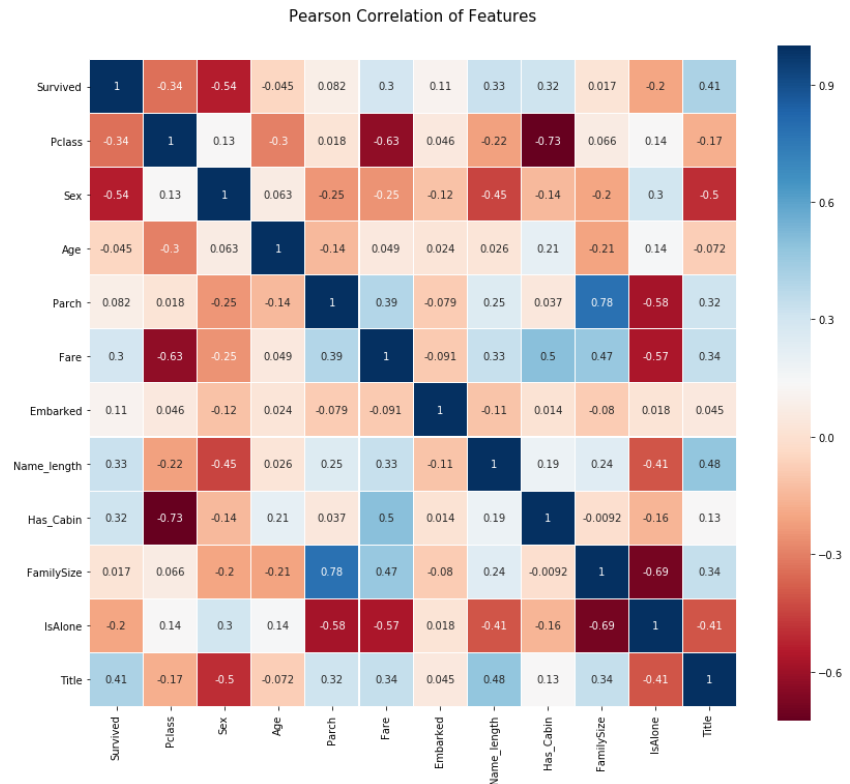 Pearson Correlation of Features
Survived 1 -0.34 -0.54 -0.045 0.082 0.3 0.11 0.33 0.32 0.017 -0.2 0.41
Pclass -0.34 1 0.13 -0.3 0.018 -0.63 0.046 -0.22 -0.73 0.066 0.14 -0.17
Sex -0.54 0.13 1 0.063 -0.25 -0.25 -0.12 -0.45 -0.14 -0.2 0.3 -0.5
Age -0.045 -0.3 0.063 1 -0.14 0.049 0.024 0.026 0.21 -0.21 0.14 -0.072
Parch 0.082 0.018 -0.25 -0.14 1 0.39 -0.079 0.25 0.037 0.78 -0.58 0.32
Fare 0.3 -0.63 -0.25 0.049 0.39 1 -0.091 0.33 0.5 0.47 -0.57 0.34
Embarked 0.11 0.046 -0.12 0.024 -0.079 -0.091 1 -0.11 0.014 -0.08 0.018 0.045
Name_length 0.33 -0.22 -0.45 0.026 0.25 0.33 -0.11 1 0.19 0.24 -0.41 0.48
Has_Cabin 0.32 -0.73 -0.14 0.21 0.037 0.5 0.014 0.19 1 -0.0092 -0.16 0.13
FamilySize 0.017 0.066 -0.2 -0.21 0.78 0.47 -0.08 0.24 -0.0092 1 -0.69 0.34
IsAlone -0.2 0.14 0.3 0.14 -0.58 -0.57 0.018 -0.41 -0.16 -0.69 1 -0.41
Title 0.41 -0.17 -0.5 -0.072 0.32 0.34 0.045 0.48 0.13 0.34 -0.41 1
Survived Pclass Sex Age Parch Fare Embarked Name_length Has_Cabin FamilySize IsAlone Title
0.9
0.6
0.3
0.0
−0.3
−0.6